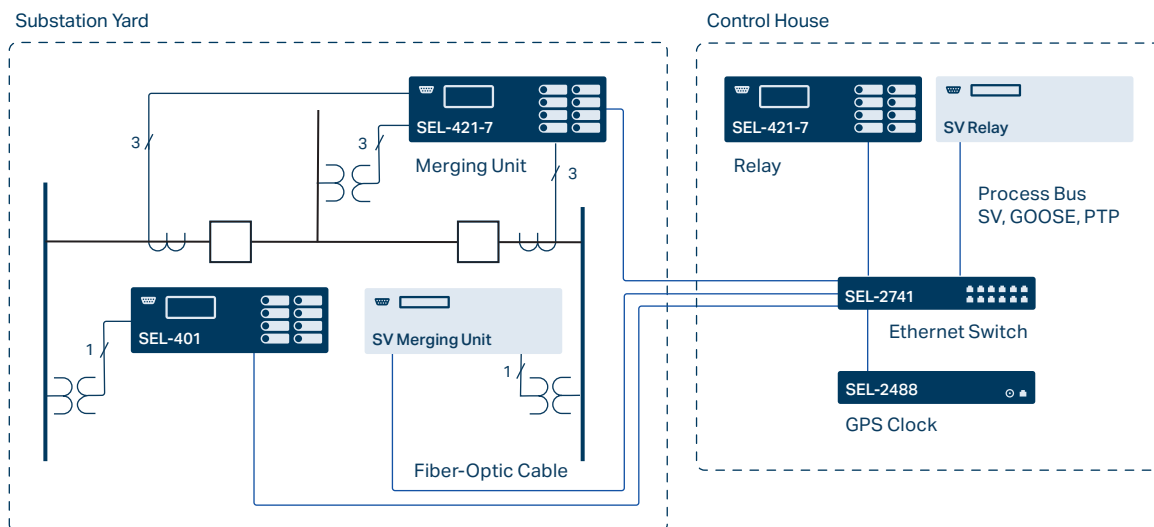 Substation Yard
Control House
SEL-421-7
Merging Unit
3
3
3
SEL-421-7
Relay
SV Relay
Process Bus
SV, GOOSE, PTP
SEL-401
1
SV Merging Unit
1
SEL-2741
Ethernet Switch
SEL-2488
GPS Clock
Fiber-Optic Cable